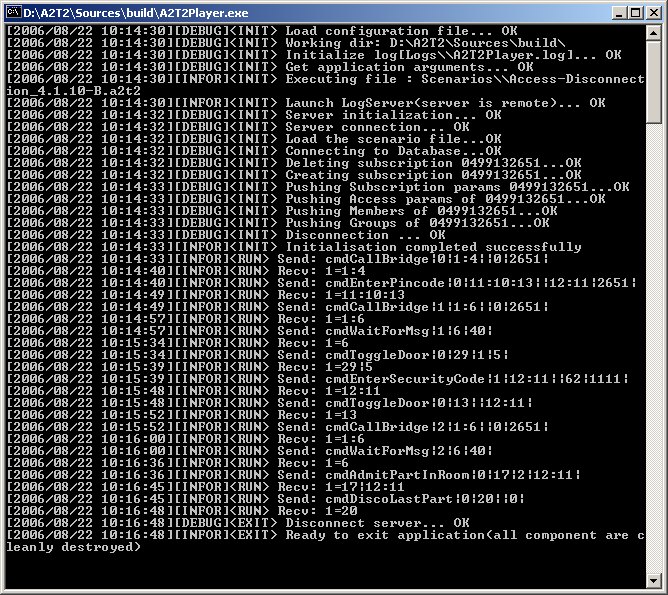 D:\A2T2\Sources\build\A2T2Player.exe
[2006/08/22 10:14:30][DEBUG]<INIT> Load configuration file... OK
[2006/08/22 10:14:30][DEBUG]<INIT> Working dir: D:\A2T2\Sources\build\
[2006/08/22 10:14:30][DEBUG]<INIT> Initialize log[Logs\\A2T2Player.log]... OK
[2006/08/22 10:14:30][DEBUG]<INIT> Get application arguments... OK
[2006/08/22 10:14:30][INFOR]<INIT> Executing file : Scenarios\\Access-Disconnect
ion_4.1.10-B.a2t2
[2006/08/22 10:14:30][INFOR]<INIT> Launch LogServer(server is remote)... OK
[2006/08/22 10:14:32][DEBUG]<INIT> Server initialization... OK
[2006/08/22 10:14:32][DEBUG]<INIT> Server connection... OK
[2006/08/22 10:14:32][DEBUG]<INIT> Load the scenario file...OK
[2006/08/22 10:14:32][DEBUG]<INIT> Connecting to Database...OK
[2006/08/22 10:14:32][DEBUG]<INIT> Deleting subscription 0499132651...OK
[2006/08/22 10:14:32][DEBUG]<INIT> Creating subscription 0499132651...OK
[2006/08/22 10:14:33][DEBUG]<INIT> Pushing Subscription params 0499132651...OK
[2006/08/22 10:14:33][DEBUG]<INIT> Pushing Access params of 0499132651...OK
[2006/08/22 10:14:33][DEBUG]<INIT> Pushing Members of 0499132651...OK
[2006/08/22 10:14:33][DEBUG]<INIT> Pushing Groups of 0499132651...OK
[2006/08/22 10:14:33][DEBUG]<INIT> Disconnection ... OK
[2006/08/22 10:14:33][INFOR]<INIT> Initialisation completed successfully
[2006/08/22 10:14:33][INFOR]<RUN> Send: cmdCallBridge|0|1:4||0|2651|
[2006/08/22 10:14:40][INFOR]<RUN> Recv: 1=1:4
[2006/08/22 10:14:40][INFOR]<RUN> Send: cmdEnterPincode|0|11:10:13||12:11|2651|
[2006/08/22 10:14:49][INFOR]<RUN> Recv: 1=11:10:13
[2006/08/22 10:14:49][INFOR]<RUN> Send: cmdCallBridge|1|1:6||0|2651|
[2006/08/22 10:14:57][INFOR]<RUN> Recv: 1=1:6
[2006/08/22 10:14:57][INFOR]<RUN> Send: cmdWaitForMsg|1|6|40|
[2006/08/22 10:15:34][INFOR]<RUN> Recv: 1=6
[2006/08/22 10:15:34][INFOR]<RUN> Send: cmdToggleDoor|0|29|1|5|
[2006/08/22 10:15:39][INFOR]<RUN> Recv: 1=29|5
[2006/08/22 10:15:39][INFOR]<RUN> Send: cmdEnterSecurityCode|1|12:11||62|1111|
[2006/08/22 10:15:48][INFOR]<RUN> Recv: 1=12:11
[2006/08/22 10:15:48][INFOR]<RUN> Send: cmdToggleDoor|0|13||12:11|
[2006/08/22 10:15:52][INFOR]<RUN> Recv: 1=13
[2006/08/22 10:15:52][INFOR]<RUN> Send: cmdCallBridge|2|1:6||0|2651|
[2006/08/22 10:16:00][INFOR]<RUN> Recv: 1=1:6
[2006/08/22 10:16:00][INFOR]<RUN> Send: cmdWaitForMsg|2|6|40|
[2006/08/22 10:16:36][INFOR]<RUN> Recv: 1=6
[2006/08/22 10:16:36][INFOR]<RUN> Send: cmdAdmitPartInRoom|0|17|2|12:11|
[2006/08/22 10:16:45][INFOR]<RUN> Recv: 1=17|12:11
[2006/08/22 10:16:45][INFOR]<RUN> Send: cmdDiscoLastPart|0|20||0|
[2006/08/22 10:16:48][INFOR]<RUN> Recv: 1=20
[2006/08/22 10:16:48][DEBUG]<EXIT> Disconnect server... OK
[2006/08/22 10:16:48][INFOR]<EXIT> Ready to exit application(all component are c
leanly destroyed)